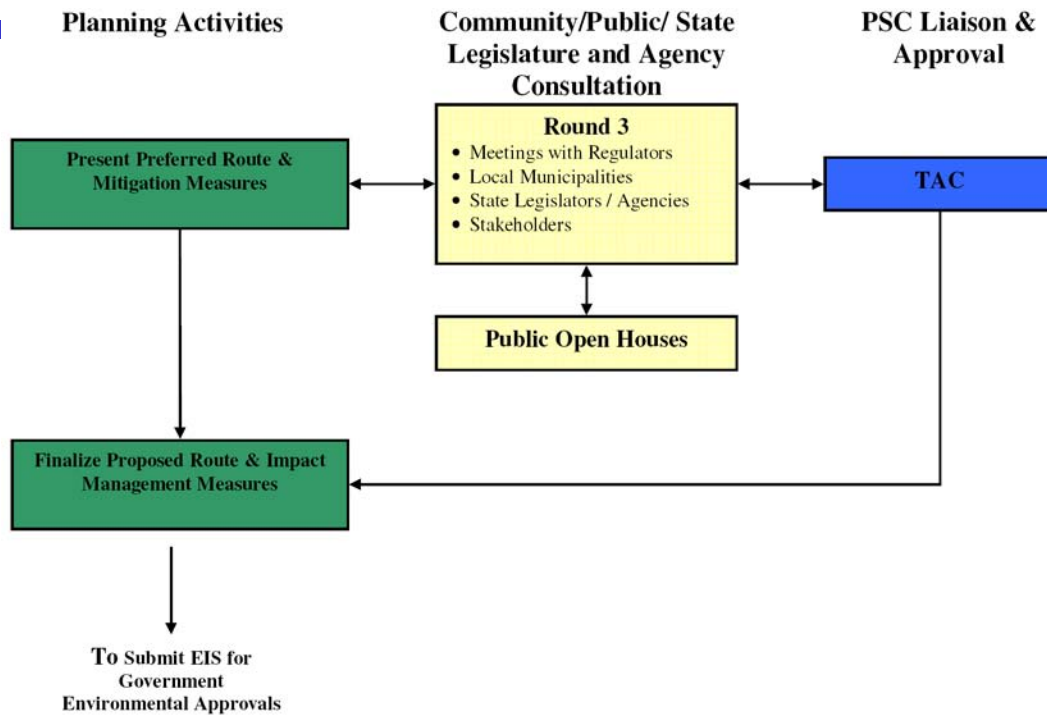 Planning Activities
Community/Public/ State
Legislature and Agency
Consultation
PSC Liaison &
Approval
Present Preferred Route &
Mitigation Measures
Round 3
• Meetings with Regulators
• Local Municipalities
• State Legislators / Agencies
• Stakeholders
TAC
Public Open Houses
Finalize Proposed Route & Impact
Management Measures
To Submit EIS for
Government
Environmental Approvals